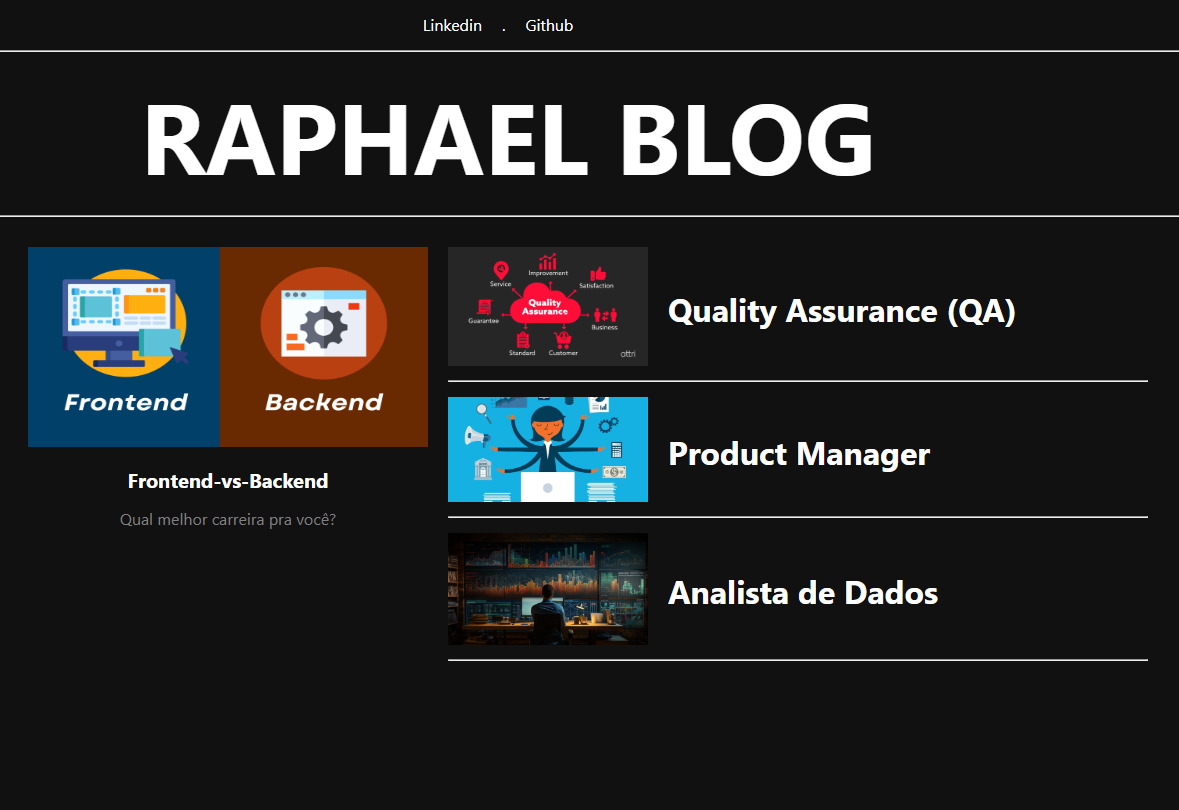 Linkedin . Github
RAPHAEL BLOG
Frontend
Backend
Frontend-vs-Backend
Qual melhor carreira pra você?
Improvement
Service
Satisfaction
Quality
Assurance
Guarantee
Business
Standard
Customer
attri
Quality Assurance (QA)
Product Manager
Analista de Dados